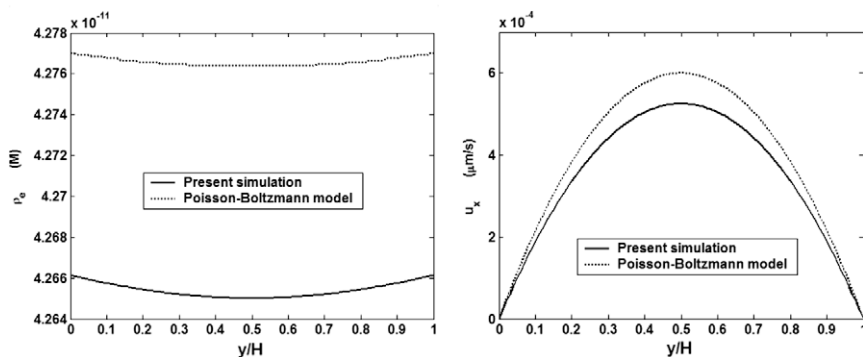 x 10⁻¹¹
4.278
4.276
4.274
4.272
4.27
4.268
4.266
4.264
ρe (M)
Present simulation
Poisson-Boltzmann model
0 0.1 0.2 0.3 0.4 0.5 0.6 0.7 0.8 0.9 1
y/H
x 10⁻⁴
6
4
2
0
ux (μm/s)
Present simulation
Poisson-Boltzmann model
0 0.1 0.2 0.3 0.4 0.5 0.6 0.7 0.8 0.9 1
y/H